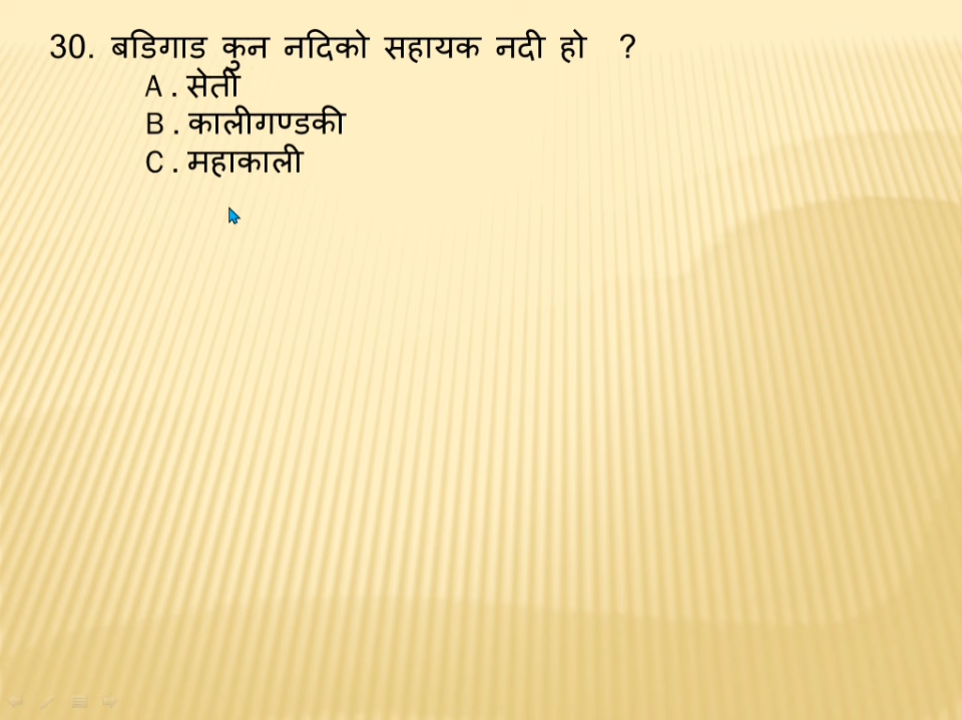 30. बडिगाड कुन नदिको सहायक नदी हो ?
A . सेती
B . कालीगण्डकी
C . महाकाली